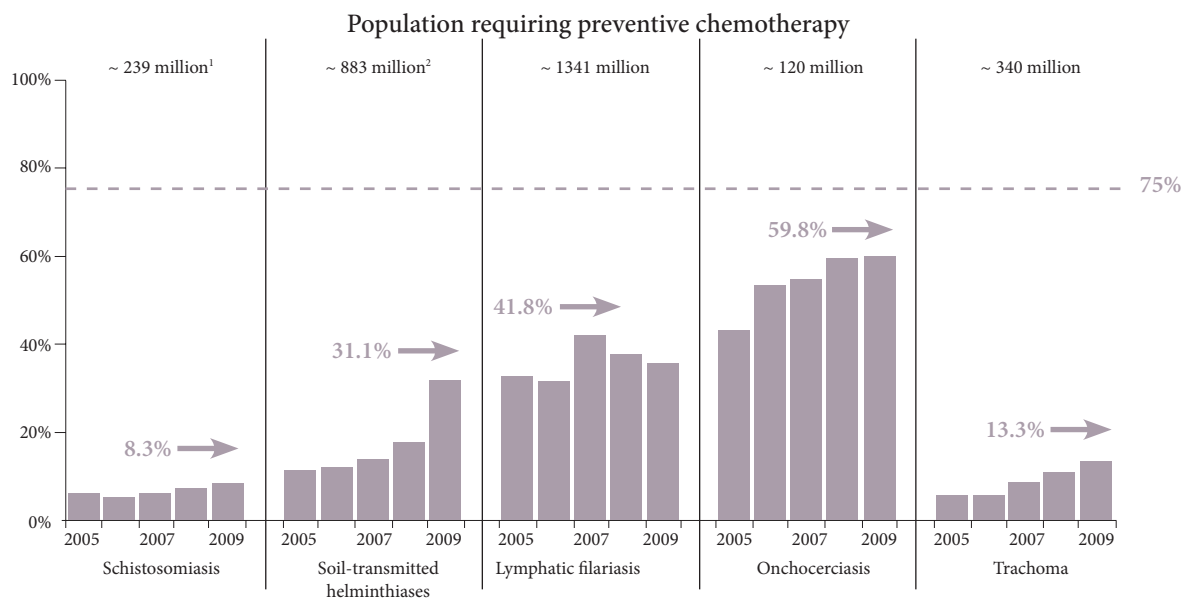 Population requiring preventive chemotherapy
~ 239 million¹
~ 883 million²
~ 1341 million
~ 120 million
~ 340 million
100%
80%
75%
60%
59.8%
41.8%
40%
31.1%
20%
8.3%
13.3%
0%
2005 2007 2009
2005 2007 2009
2005 2007 2009
2005 2007 2009
2005 2007 2009
Schistosomiasis
Soil-transmitted
helminthiases
Lymphatic filariasis
Onchocerciasis
Trachoma